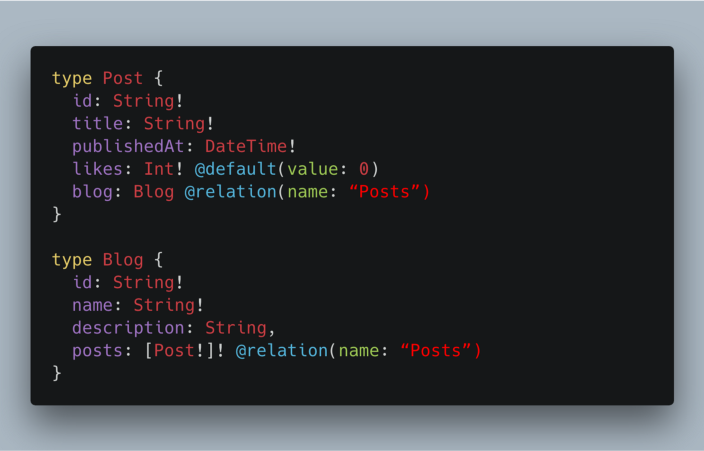 type Post {
  id: String!
  title: String!
  publishedAt: DateTime!
  likes: Int! @default(value: 0)
  blog: Blog @relation(name: “Posts”)
}

type Blog {
  id: String!
  name: String!
  description: String,
  posts: [Post!]! @relation(name: “Posts”)
}